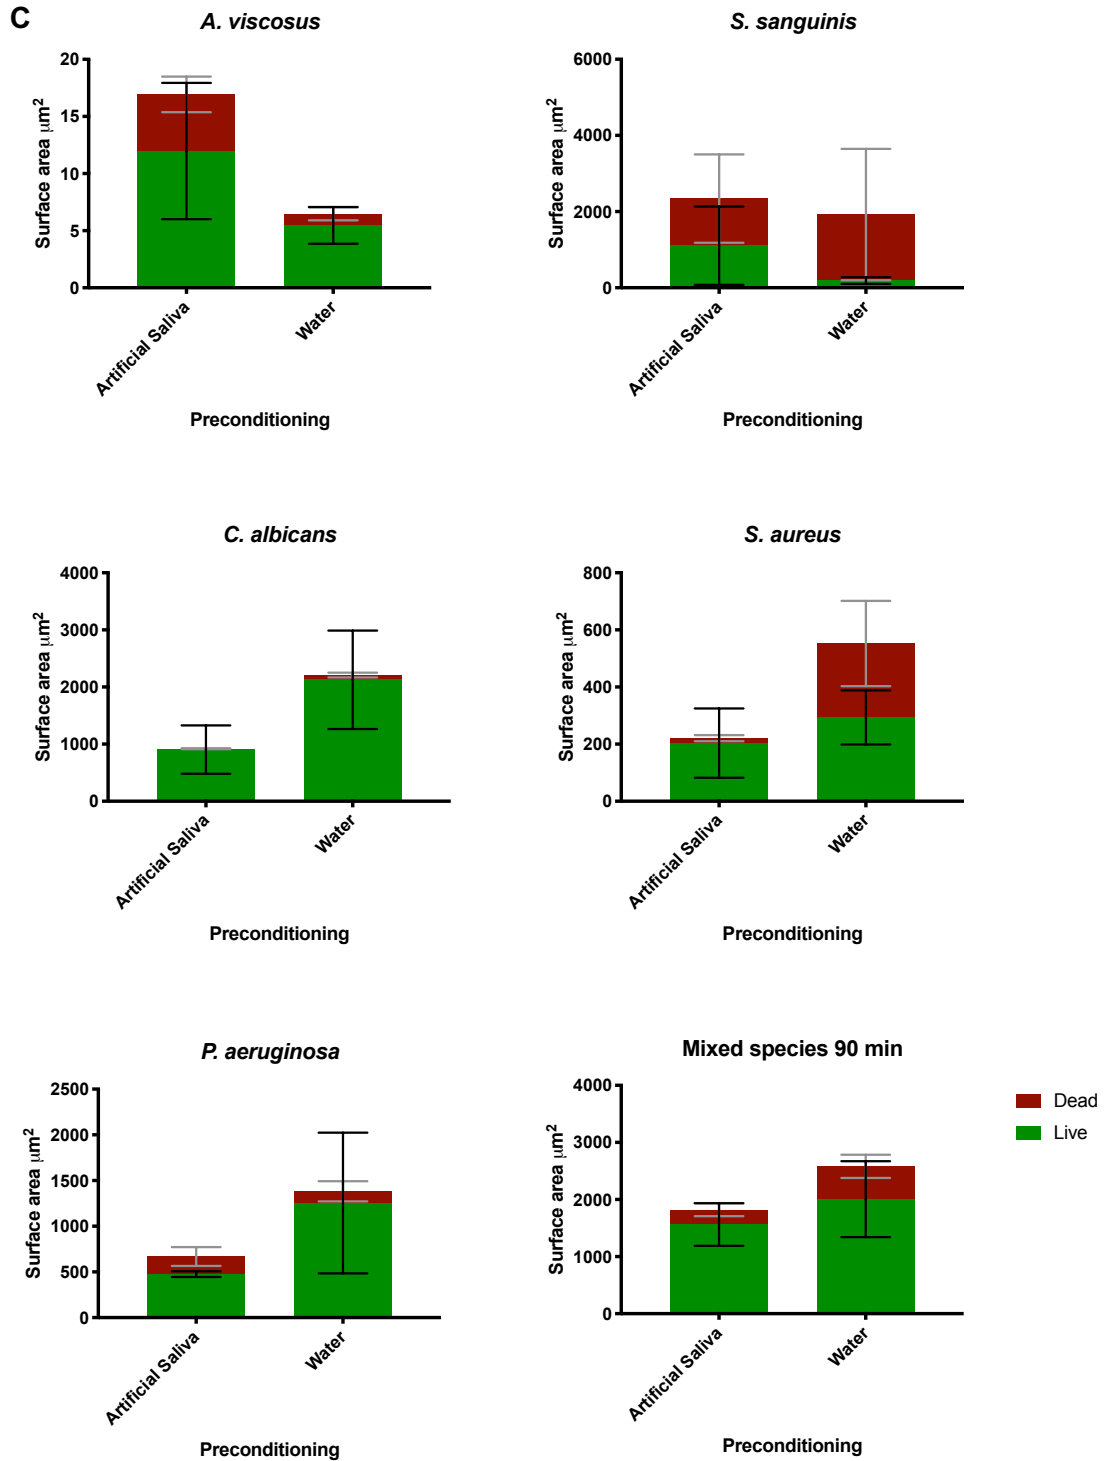 C
A. viscosus
Surface area μm²
20
15
10
5
0
Artificial Saliva
Water
Preconditioning
S. sanguinis
Surface area μm²
6000
4000
2000
0
Artificial Saliva
Water
Preconditioning
C. albicans
Surface area μm²
4000
3000
2000
1000
0
Artificial Saliva
Water
Preconditioning
S. aureus
Surface area μm²
800
600
400
200
0
Artificial Saliva
Water
Preconditioning
P. aeruginosa
Surface area μm²
2500
2000
1500
1000
500
0
Artificial Saliva
Water
Preconditioning
Mixed species 90 min
Surface area μm²
4000
3000
2000
1000
0
Artificial Saliva
Water
Preconditioning
Dead
Live